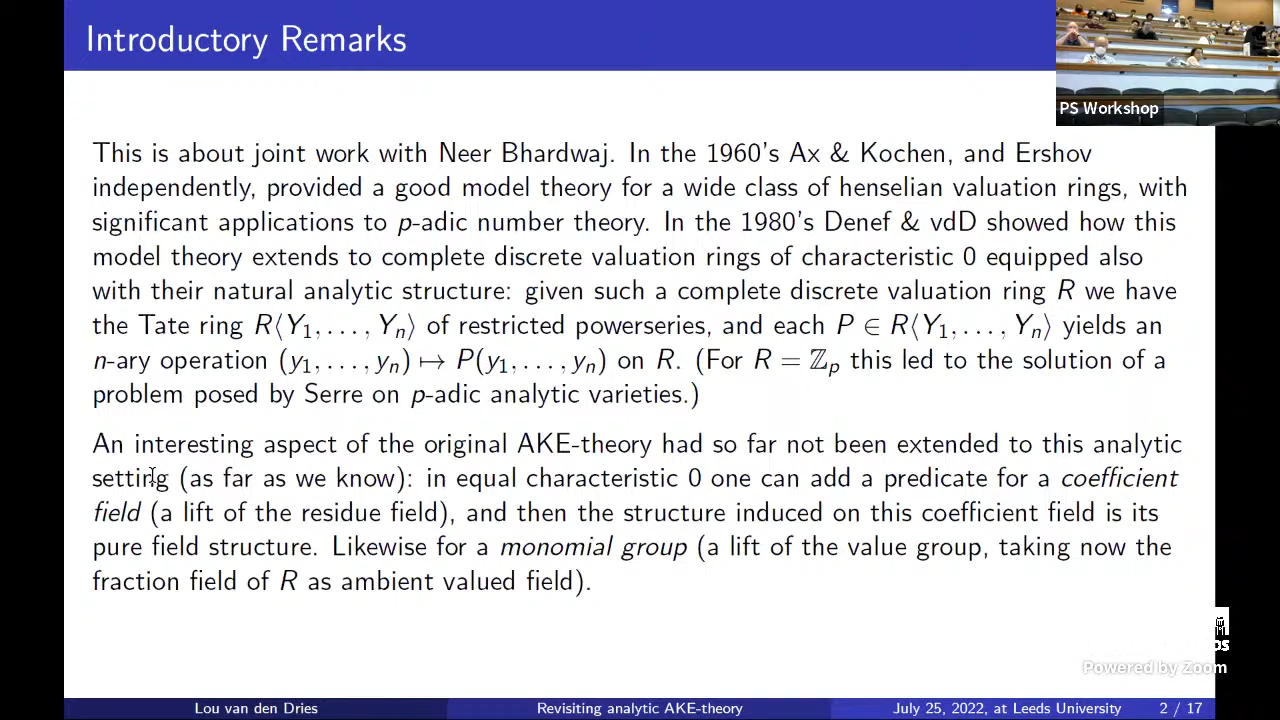 Introductory Remarks
PS Workshop
This is about joint work with Neer Bhardwaj. In the 1960's Ax & Kochen, and Ershov
independently, provided a good model theory for a wide class of henselian valuation rings, with
significant applications to p-adic number theory. In the 1980's Denef & vdD showed how this
model theory extends to complete discrete valuation rings of characteristic 0 equipped also
with their natural analytic structure: given such a complete discrete valuation ring R we have
the Tate ring R⟨Y₁, . . . , Yₙ⟩ of restricted powerseries, and each P ∈ R⟨Y₁, . . . , Yₙ⟩ yields an
n-ary operation (y₁, . . . , yₙ) ↦ P(y₁, . . . , yₙ) on R. (For R = ℤₚ this led to the solution of a
problem posed by Serre on p-adic analytic varieties.)
An interesting aspect of the original AKE-theory had so far not been extended to this analytic
setting (as far as we know): in equal characteristic 0 one can add a predicate for a coefficient
field (a lift of the residue field), and then the structure induced on this coefficient field is its
pure field structure. Likewise for a monomial group (a lift of the value group, taking now the
fraction field of R as ambient valued field).
Powered by Zoom
Lou van den Dries Revisiting analytic AKE-theory July 25, 2022, at Leeds University 2 / 17